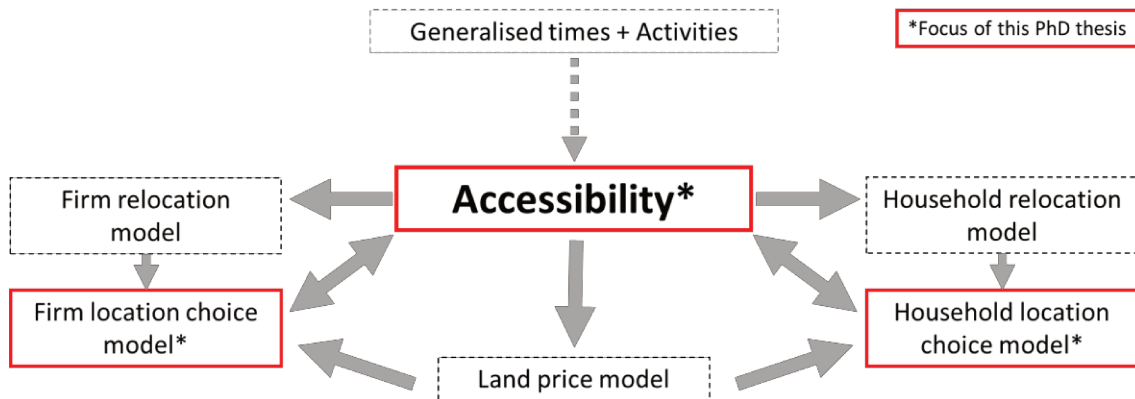 Generalised times + Activities
*Focus of this PhD thesis
Accessibility*
Firm relocation
model
Household relocation
model
Firm location choice
model*
Household location
choice model*
Land price model